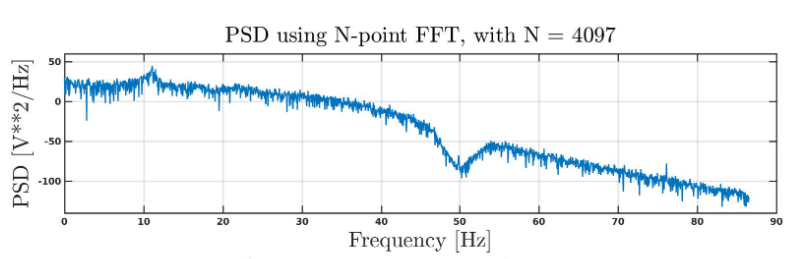 PSD using N-point FFT, with N = 4097
PSD [V**2/Hz]
50
0
-50
-100
0 10 20 30 40 50 60 70 80 90
Frequency [Hz]